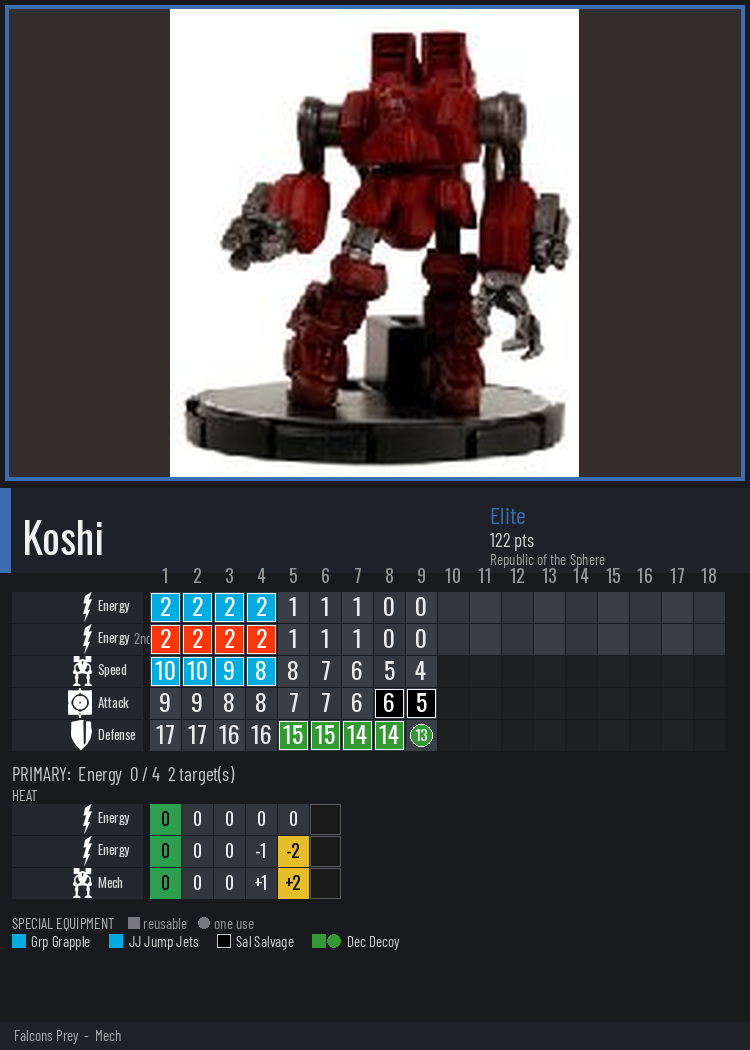 Koshi
Elite
122 pts
Republic of the Sphere
1 2 3 4 5 6 7 8 9 10 11 12 13 14 15 16 17 18
Energy 2 2 2 2 1 1 1 0 0
Energy 2nd 2 2 2 2 1 1 1 0 0
Speed 10 10 9 8 8 7 6 5 4
Attack 9 9 8 8 7 7 6 6 5
Defense 17 17 16 16 15 15 14 14 13
PRIMARY: Energy 0 / 4 2 target(s)
HEAT
Energy 0 0 0 0 0
Energy 0 0 0 -1 -2
Mech 0 0 0 +1 +2
SPECIAL EQUIPMENT reusable one use
Grp Grapple JJ Jump Jets Sal Salvage Dec Decoy
Falcons Prey - Mech